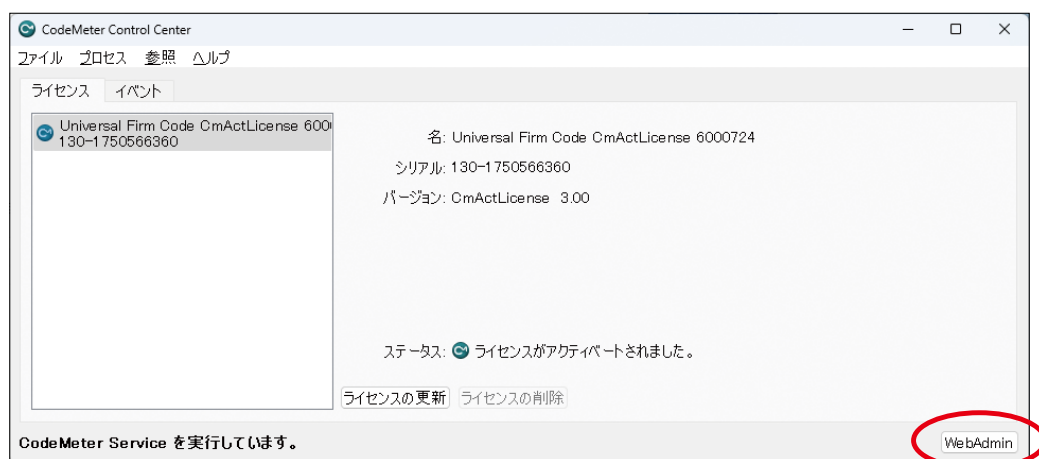 CodeMeter Control Center
ファイル プロセス 参照 ヘルプ
ライセンス イベント
Universal Firm Code CmActLicense 600
130-1750566360
名: Universal Firm Code CmActLicense 6000724
シリアル: 130-1750566360
バージョン: CmActLicense 3.00
ステータス: ライセンスがアクティベートされました。
ライセンスの更新 ライセンスの削除
CodeMeter Service を実行しています。
WebAdmin